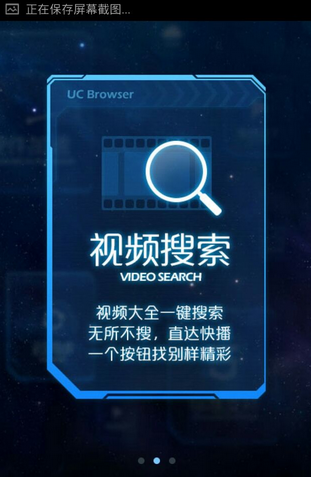 正在保存屏幕截图...
UC Browser
视频搜索
VIDEO SEARCH
视频大全一键搜索
无所不搜，直达快播
一个按钮找别样精彩